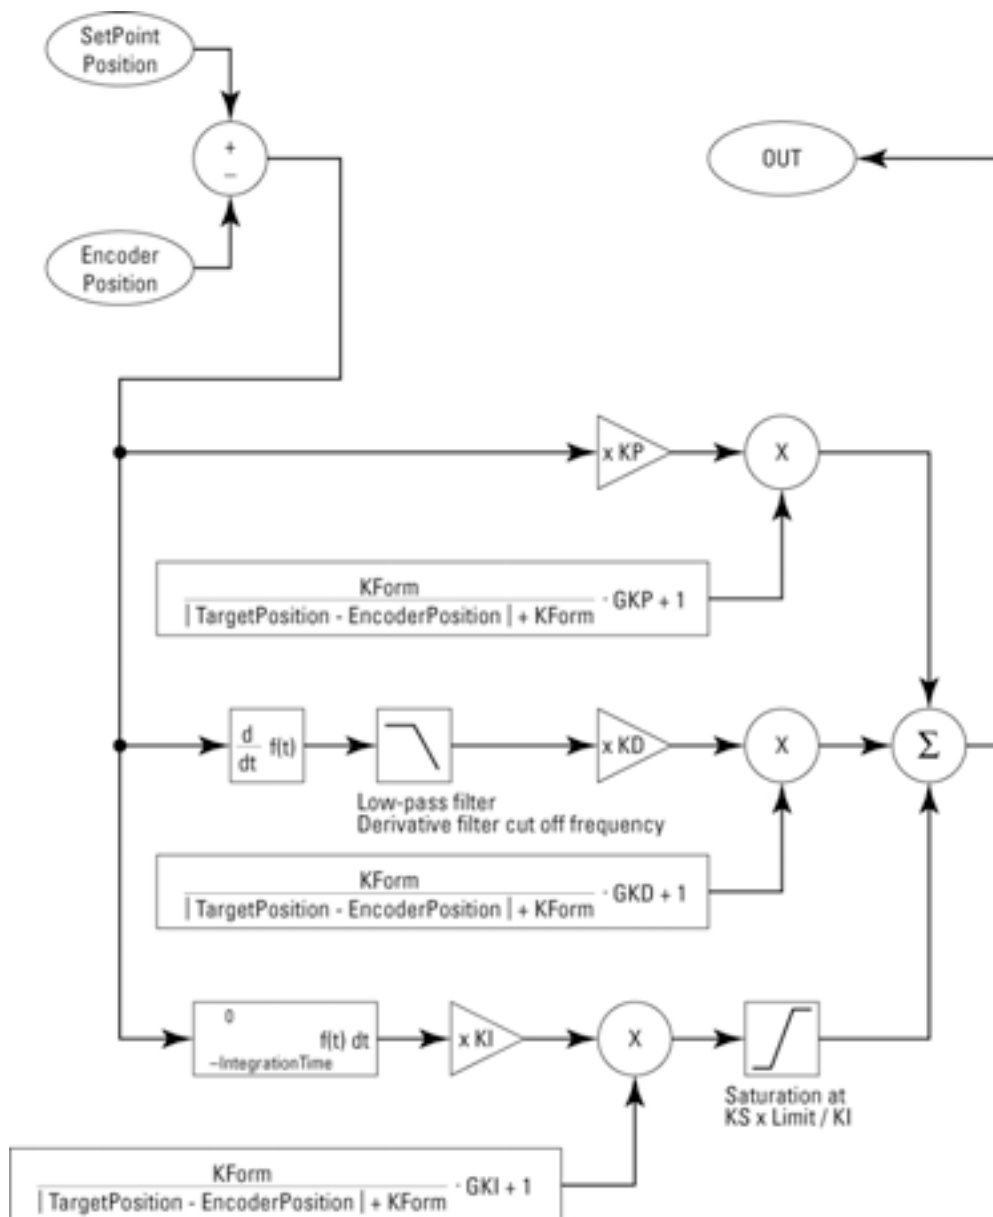 SetPoint
Position
+
−
OUT
Encoder
Position
x KP
X
KForm
| TargetPosition - EncoderPosition | + KForm
· GKP + 1
d
dt
f(t)
x KD
X
Σ
Low-pass filter
Derivative filter cut off frequency
KForm
| TargetPosition - EncoderPosition | + KForm
· GKD + 1
0
f(t) dt
–IntegrationTime
x KI
X
Saturation at
KS x Limit / KI
KForm
| TargetPosition - EncoderPosition | + KForm
· GKI + 1